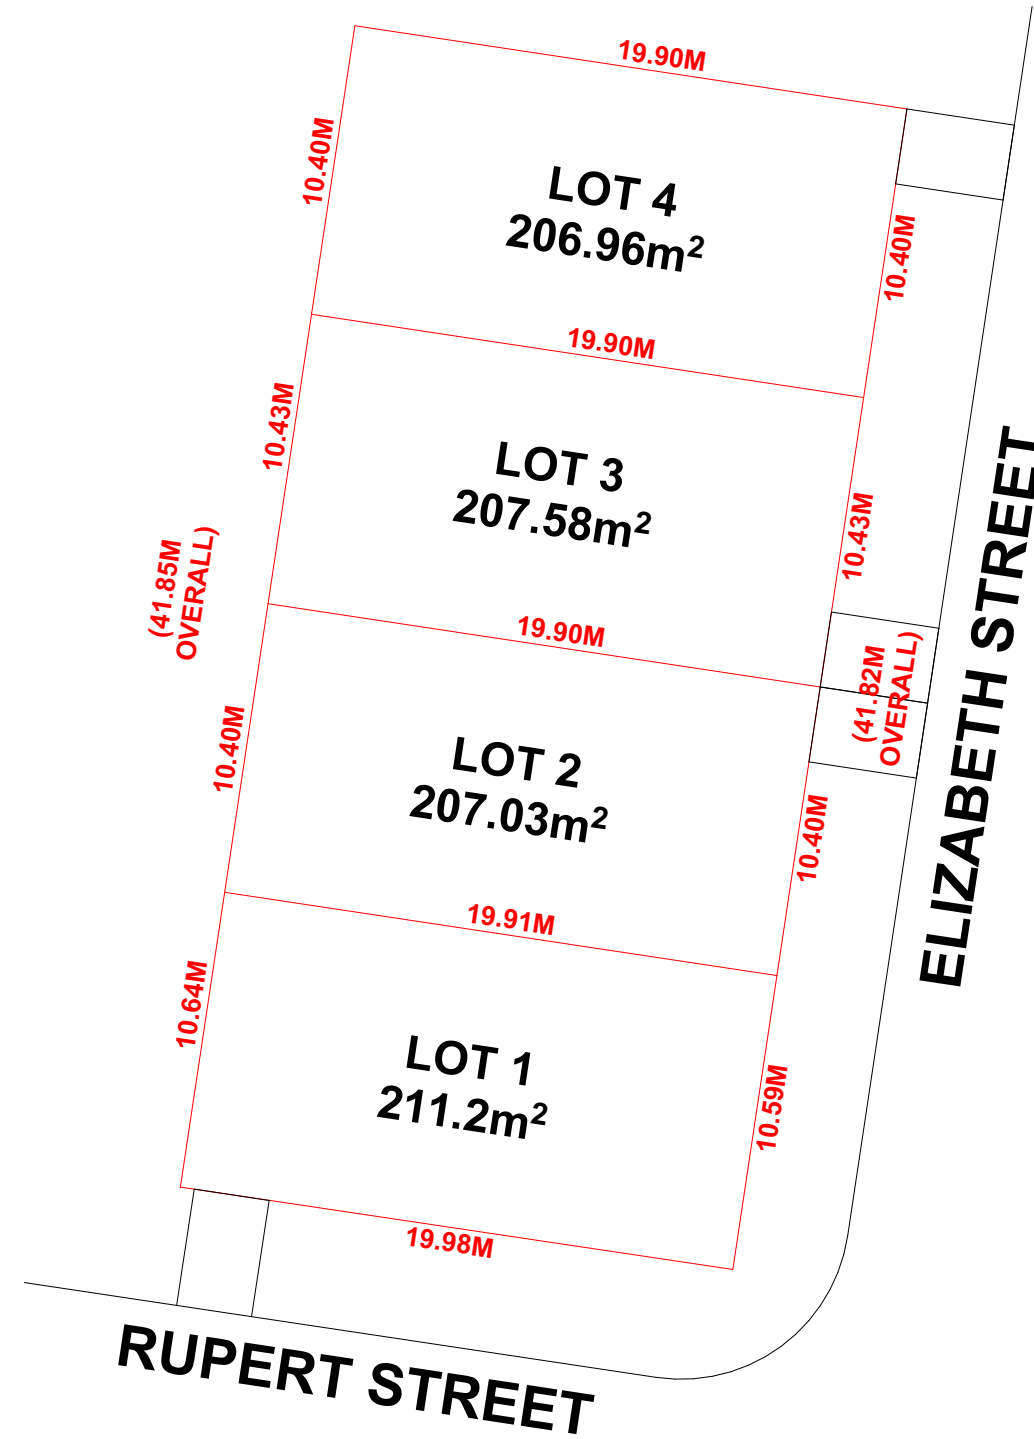 19.90M
10.40M
LOT 4
206.96m²
10.40M
19.90M
10.43M
LOT 3
207.58m²
10.43M
(41.85M
OVERALL)
19.90M
(41.82M
OVERALL)
ELIZABETH STREET
10.40M
LOT 2
207.03m²
10.40M
19.91M
10.64M
LOT 1
211.2m²
10.59M
19.98M
RUPERT STREET